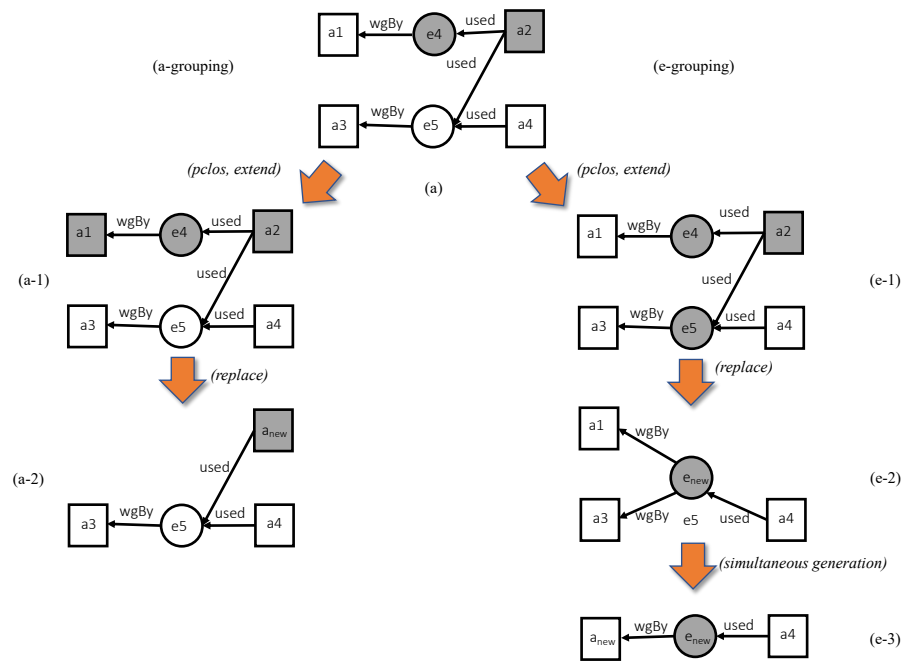 a1 wgBy e4 used a2
(a-grouping) (e-grouping)
used
a3 wgBy e5 used a4
(pclos, extend) (a) (pclos, extend)
a1 wgBy e4 used a2
a1 wgBy e4 used a2
(a-1) used
used (e-1)
a3 wgBy e5 used a4
a3 wgBy e5 used a4
(replace) (replace)
anew
a1 wgBy
(a-2) used
enew (e-2)
a3 wgBy e5 used a4
a3 wgBy e5 used a4
(simultaneous generation)
anew wgBy enew used a4 (e-3)